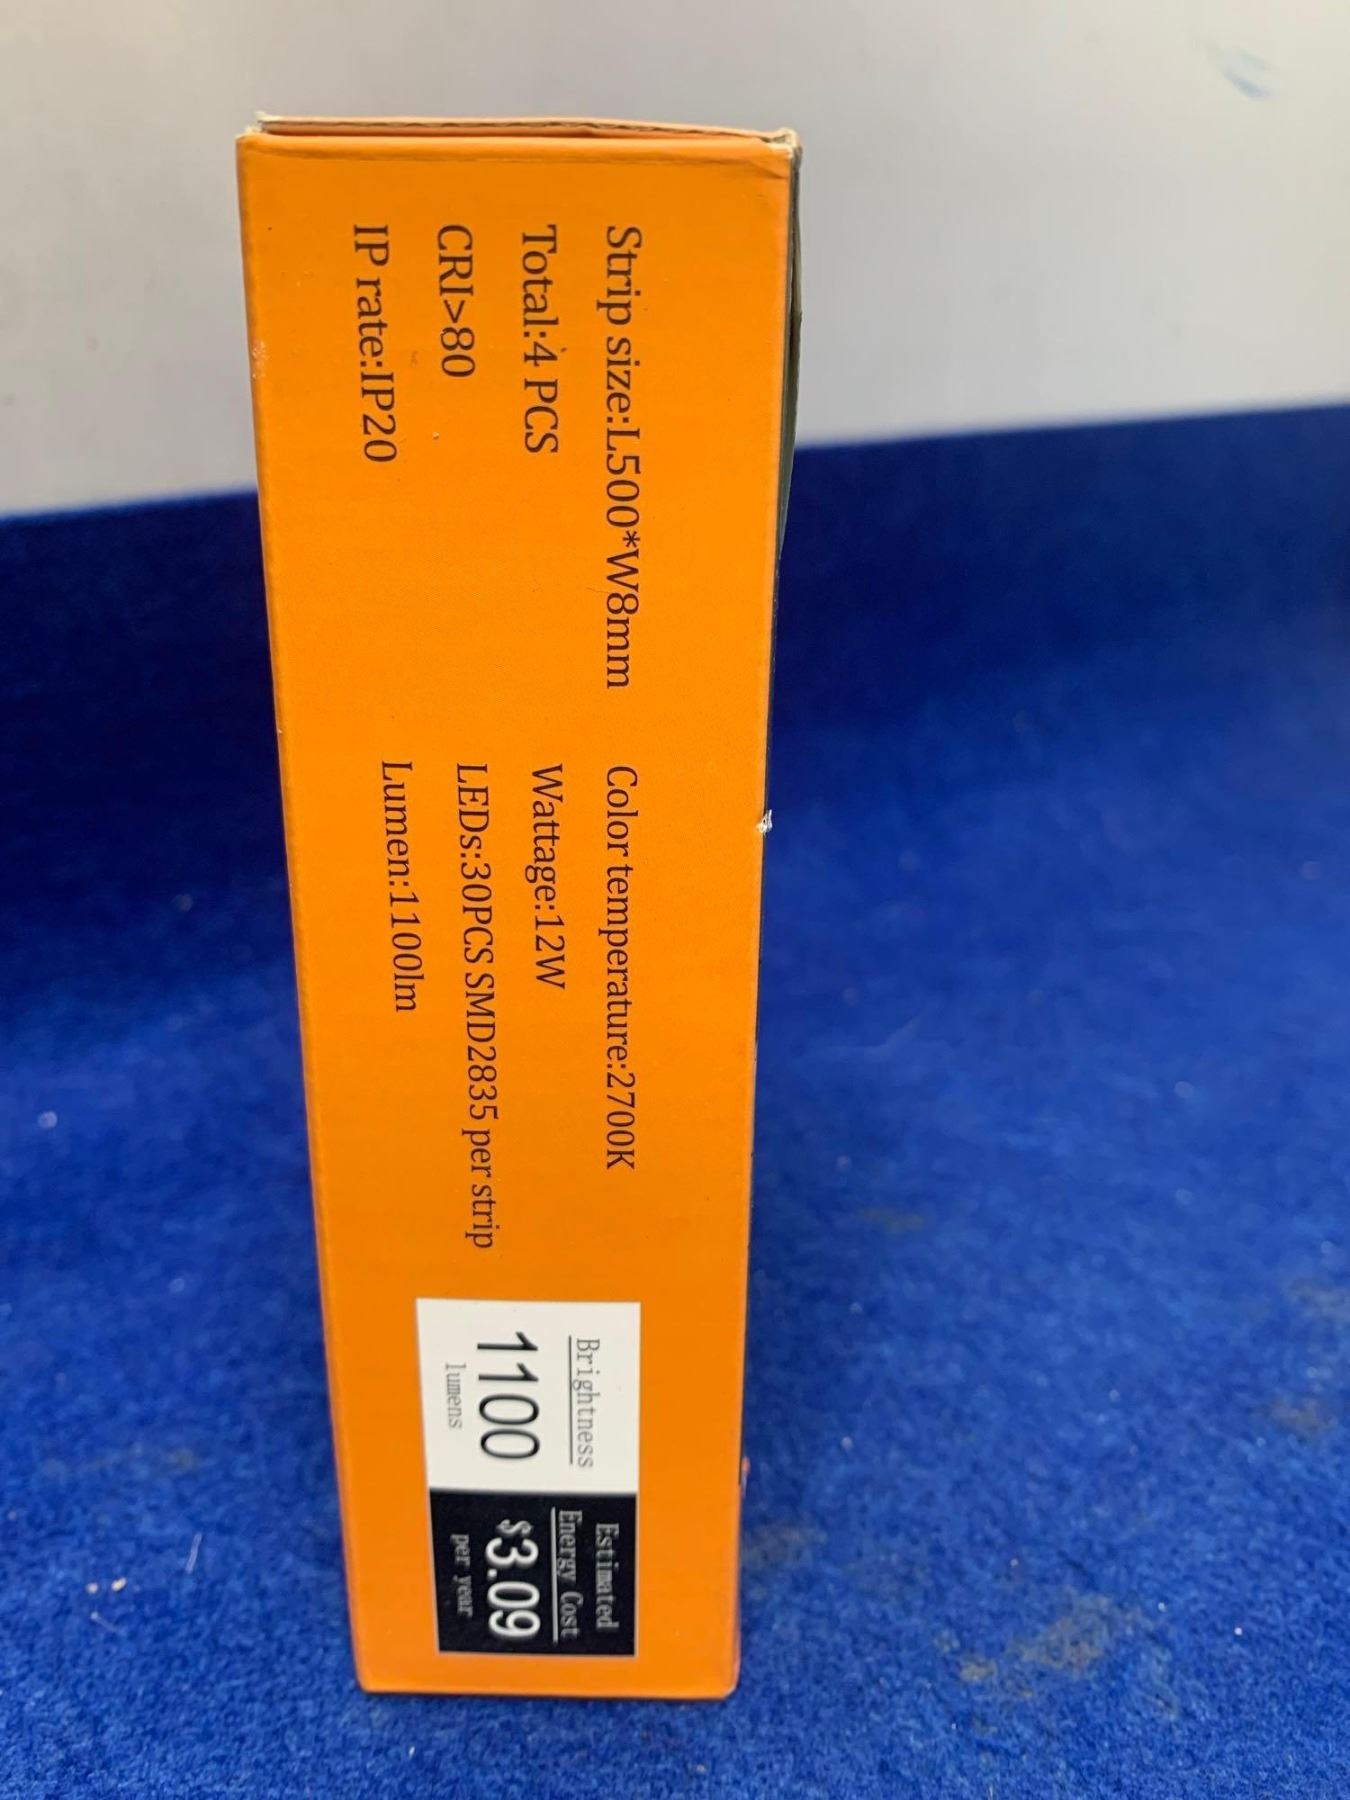 Strip size:L500*W8mm
Total:4 PCS
CRI>80
IP rate:IP20
Color temperature:2700K
Wattage:12W
LEDs:30PCS SMD2835 per strip
Lumen:1100lm
Brightness
1100
lumens
Estimated
Energy Cost
$3.09
per year